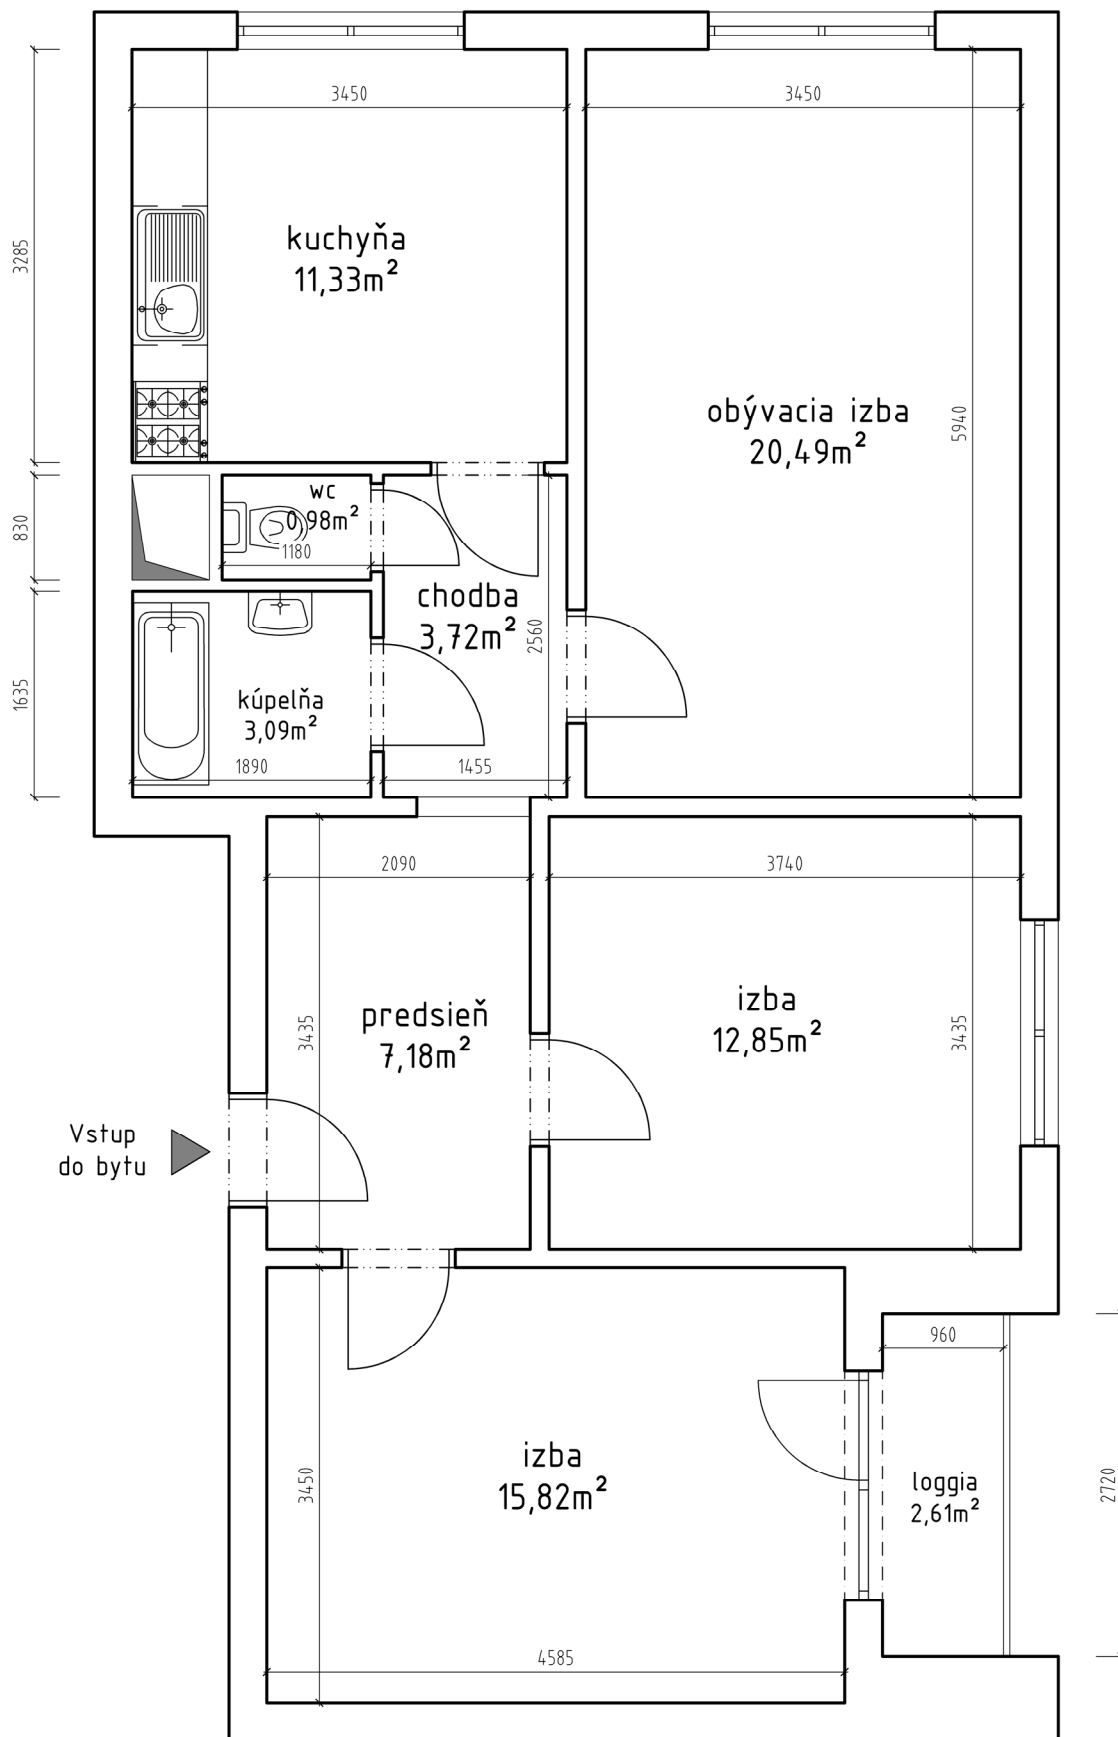 3450
3450
3285
kuchyňa
11,33m²
obývacia izba
20,49m²
5940
wc
0,98m²
830
1180
chodba
3,72m²
2560
kúpelňa
3,09m²
1635
1890
1455
2090
3740
predsieň
7,18m²
3435
izba
12,85m²
3435
Vstup
do bytu
960
izba
15,82m²
3450
loggia
2,61m²
2720
4585